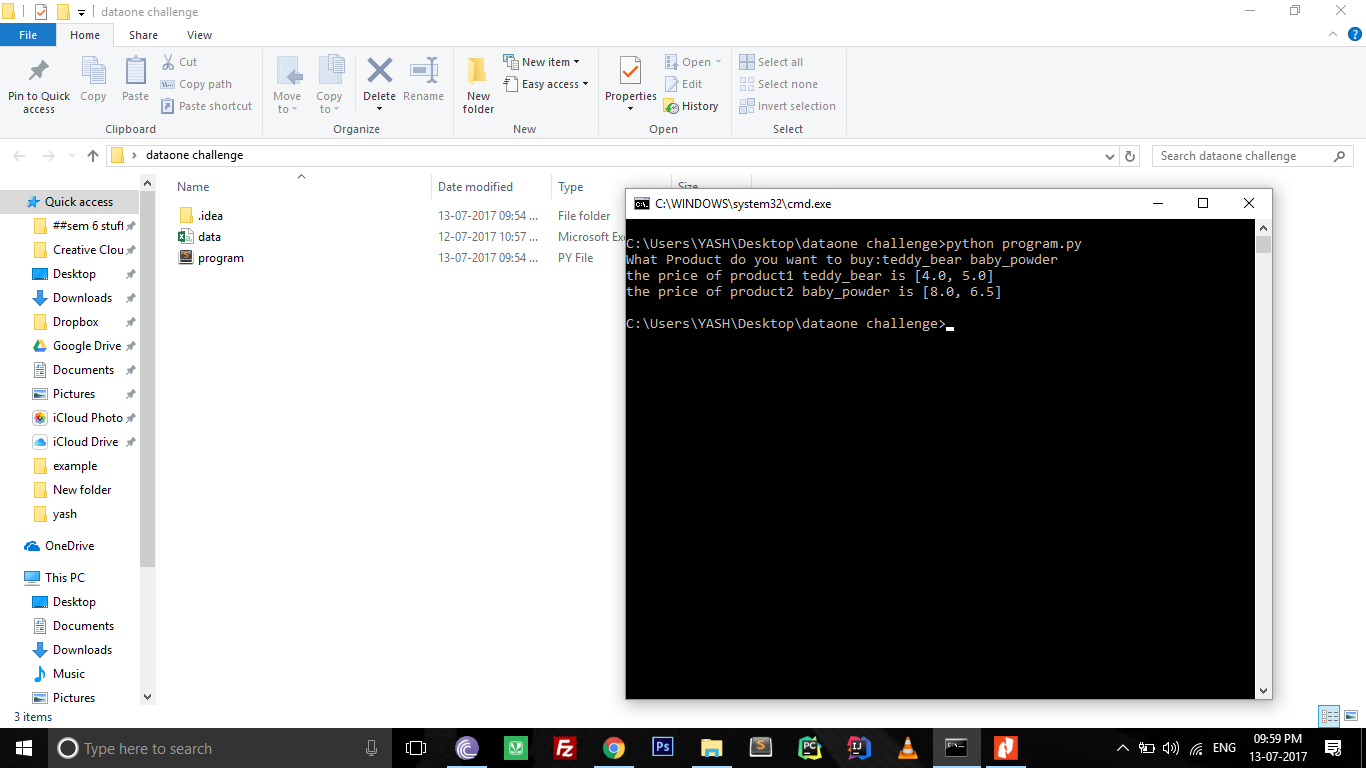 dataone challenge
File Home Share View
Pin to Quick access
Copy
Paste
Cut
Copy path
Paste shortcut
Clipboard
Move to
Copy to
Delete
Rename
Organize
New folder
New item
Easy access
New
Properties
Open
Edit
History
Open
Select all
Select none
Invert selection
Select
dataone challenge
Search dataone challenge
Name Date modified Type Size
.idea 13-07-2017 09:54 ... File folder
data 12-07-2017 10:57 ... Microsoft Exc
program 13-07-2017 09:54 ... PY File
Quick access
##sem 6 stuff
Creative Clou
Desktop
Downloads
Dropbox
Google Drive
Documents
Pictures
iCloud Photo
iCloud Drive
example
New folder
yash
OneDrive
This PC
Desktop
Documents
Downloads
Music
Pictures
3 items
C:\WINDOWS\system32\cmd.exe
C:\Users\YASH\Desktop\dataone challenge>python program.py
What Product do you want to buy:teddy_bear baby_powder
the price of product1 teddy_bear is [4.0, 5.0]
the price of product2 baby_powder is [8.0, 6.5]
C:\Users\YASH\Desktop\dataone challenge>
Type here to search
ENG
09:59 PM
13-07-2017